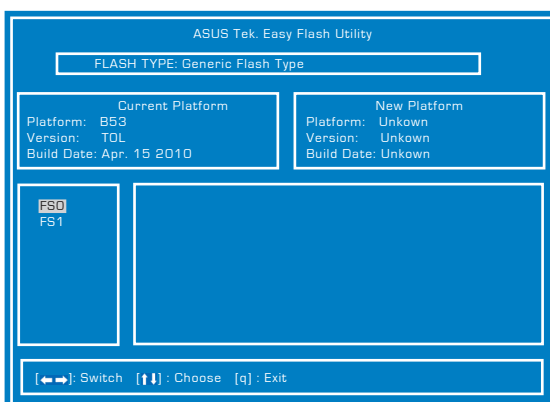 ASUS Tek. Easy Flash Utility
FLASH TYPE: Generic Flash Type
Current Platform
Platform: B53
Version: TOL
Build Date: Apr. 15 2010
New Platform
Platform: Unkown
Version: Unkown
Build Date: Unkown
FS0
FS1
[←→]: Switch [↑↓] : Choose [q] : Exit